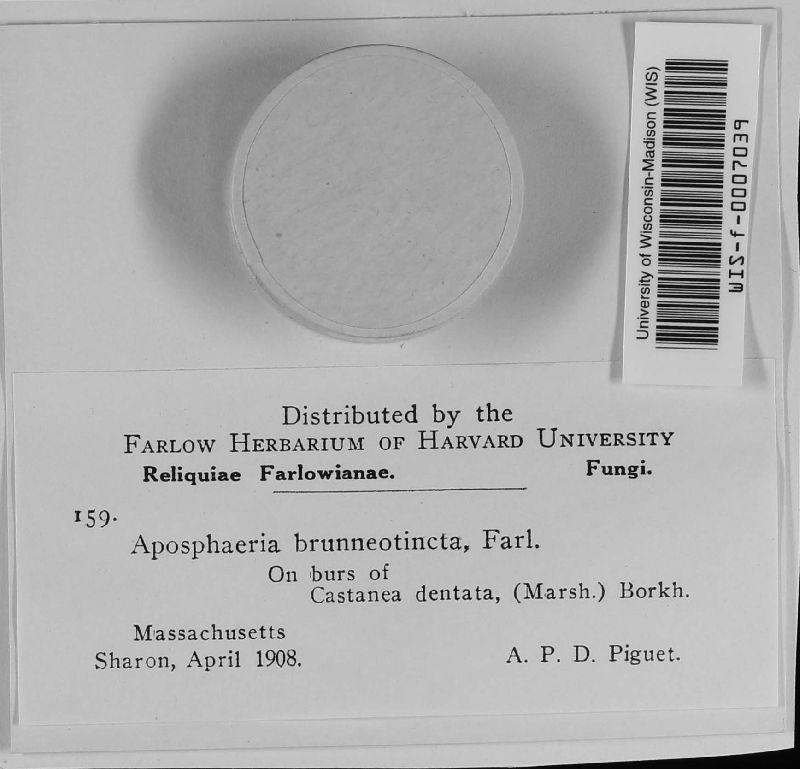 University of Wisconsin-Madison (WIS)
WIS-f-0007039
Distributed by the
FARLOW HERBARIUM OF HARVARD UNIVERSITY
Reliquiae Farlowianae. Fungi.
159.
Aposphaeria brunneotincta, Farl.
On burs of
Castanea dentata, (Marsh.) Borkh.
Massachusetts
Sharon, April 1908. A. P. D. Piguet.